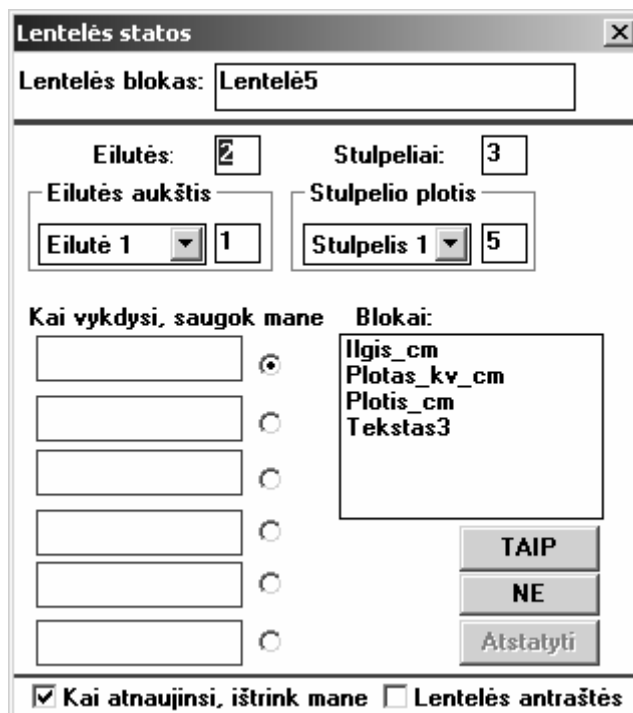 Lentelės statos
Lentelės blokas: Lentelė5
Eilutės: 2 Stulpeliai: 3
Eilutės aukštis Stulpelio plotis
Eilutė 1 1 Stulpelis 1 5
Kai vykdysi, saugok mane Blokai:
Ilgis_cm
Plotas_kv_cm
Plotis_cm
Tekstas3
TAIP
NE
Atstatyti
Kai atnaujinsi, ištrink mane Lentelės antraštės